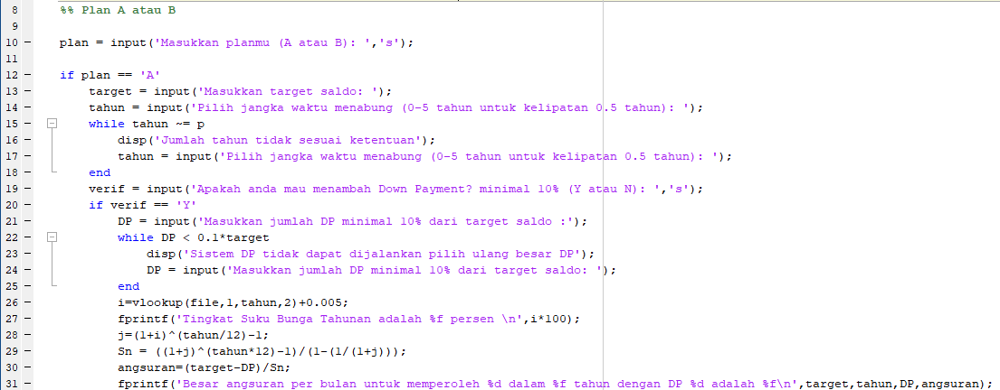 8 %% Plan A atau B
9
10 – plan = input('Masukkan planmu (A atau B): ','s');
11
12 – if plan == 'A'
13 – target = input('Masukkan target saldo: ');
14 – tahun = input('Pilih jangka waktu menabung (0-5 tahun untuk kelipatan 0.5 tahun): ');
15 – while tahun ~= p
16 – disp('Jumlah tahun tidak sesuai ketentuan');
17 – tahun = input('Pilih jangka waktu menabung (0-5 tahun untuk kelipatan 0.5 tahun): ');
18 – end
19 – verif = input('Apakah anda mau menambah Down Payment? minimal 10% (Y atau N): ','s');
20 – if verif == 'Y'
21 – DP = input('Masukkan jumlah DP minimal 10% dari target saldo :');
22 – while DP < 0.1*target
23 – disp('Sistem DP tidak dapat dijalankan pilih ulang besar DP');
24 – DP = input('Masukkan jumlah DP minimal 10% dari target saldo: ');
25 – end
26 – i=vlookup(file,1,tahun,2)+0.005;
27 – fprintf('Tingkat Suku Bunga Tahunan adalah %f persen \n',i*100);
28 – j=(1+i)^(tahun/12)-1;
29 – Sn = ((1+j)^(tahun*12)-1)/(1-(1/(1+j)));
30 – angsuran=(target-DP)/Sn;
31 – fprintf('Besar angsuran per bulan untuk memperoleh %d dalam %f tahun dengan DP %d adalah %f\n',target,tahun,DP,angsuran);